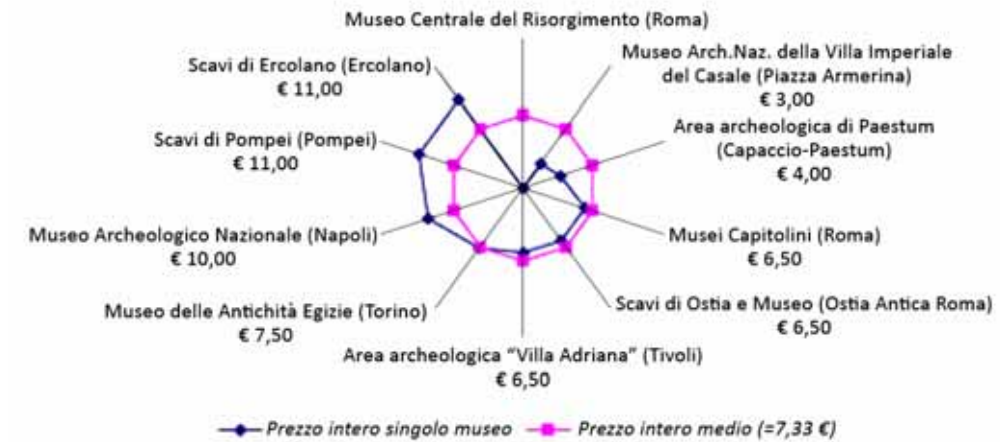 Museo Centrale del Risorgimento (Roma)
Museo Arch.Naz. della Villa Imperiale
del Casale (Piazza Armerina)
€ 3,00
Area archeologica di Paestum
(Capaccio-Paestum)
€ 4,00
Musei Capitolini (Roma)
€ 6,50
Scavi di Ostia e Museo (Ostia Antica Roma)
€ 6,50
Area archeologica “Villa Adriana” (Tivoli)
€ 6,50
Museo delle Antichità Egizie (Torino)
€ 7,50
Museo Archeologico Nazionale (Napoli)
€ 10,00
Scavi di Pompei (Pompei)
€ 11,00
Scavi di Ercolano (Ercolano)
€ 11,00
Prezzo intero singolo museo
Prezzo intero medio (=7,33 €)